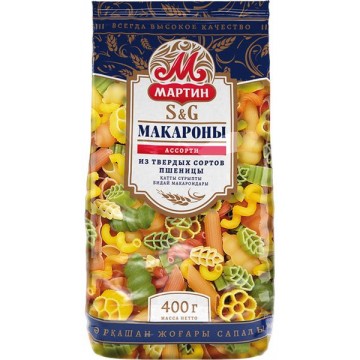 ВСЕГДА ВЫСОКОЕ КАЧЕСТВО
М
МАРТИН
S&G
МАКАРОНЫ
АССОРТИ
ИЗ ТВЕРДЫХ СОРТОВ
ПШЕНИЦЫ
ҚАТТЫ СҰРЫПТЫ
БИДАЙ МАКАРОНДАРЫ
400 г
МАССА НЕТТО
ӘРҚАШАН ЖОҒАРЫ САПАЛЫ